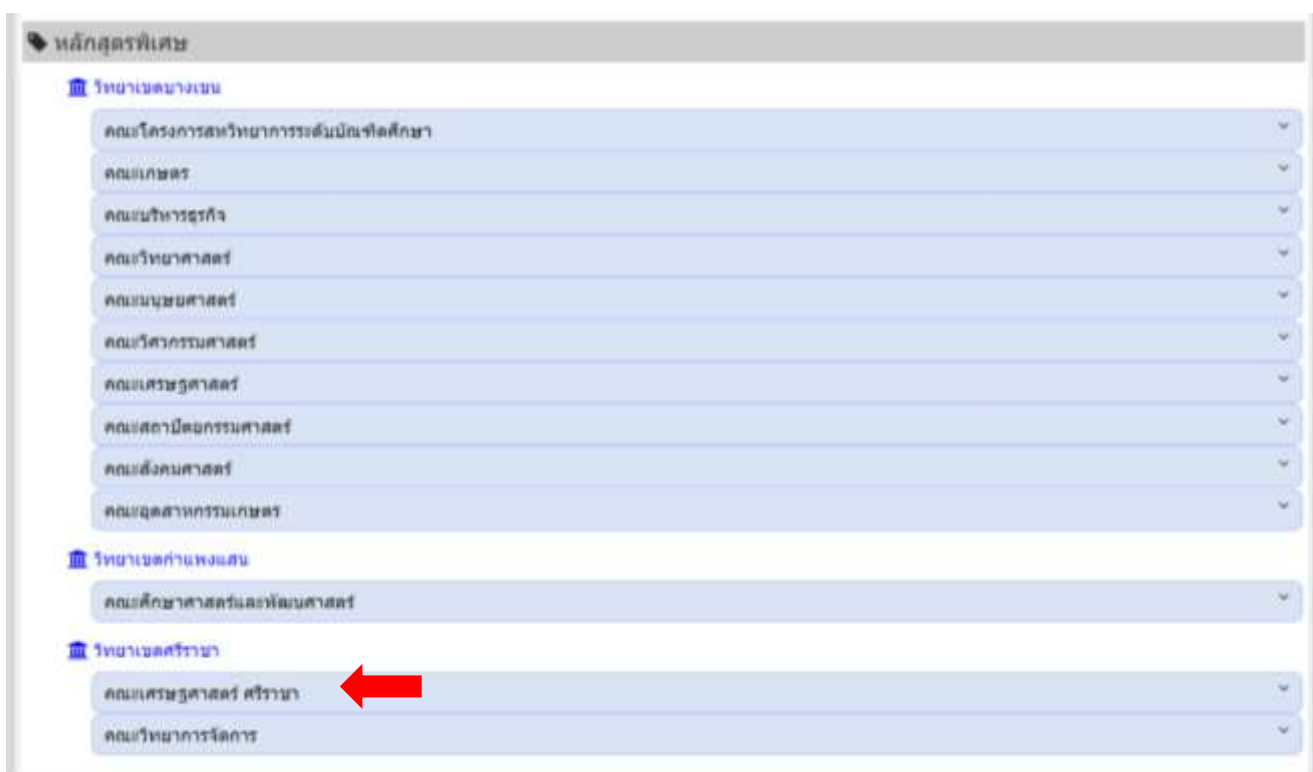 หลักสูตรพิเศษ
วิทยาเขตบางเขน
คณะโครงการสหวิทยาการระดับบัณฑิตศึกษา
คณะเกษตร
คณะบริหารธุรกิจ
คณะวิทยาศาสตร์
คณะมนุษยศาสตร์
คณะวิศวกรรมศาสตร์
คณะเศรษฐศาสตร์
คณะสถาปัตยกรรมศาสตร์
คณะสังคมศาสตร์
คณะอุตสาหกรรมเกษตร
วิทยาเขตกำแพงแสน
คณะศึกษาศาสตร์และพัฒนศาสตร์
วิทยาเขตศรีราชา
คณะเศรษฐศาสตร์ ศรีราชา
คณะวิทยาการจัดการ